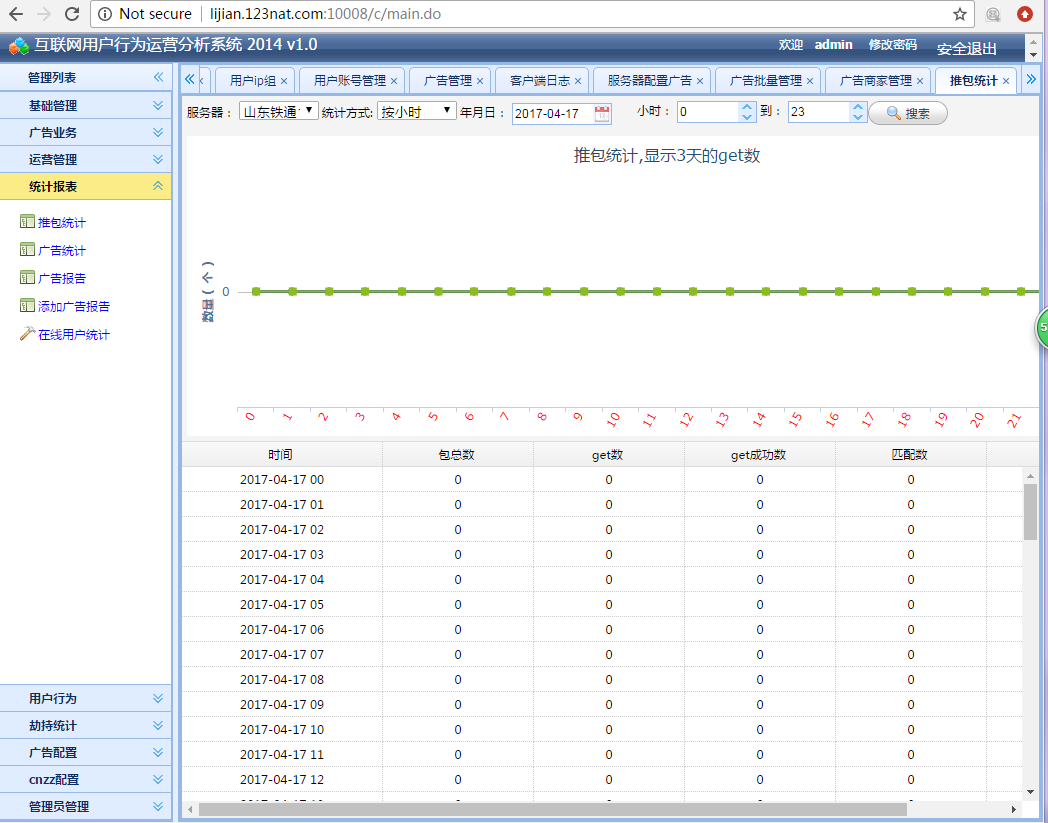 Not secure | lijian.123nat.com:10008/c/main.do
互联网用户行为运营分析系统 2014 v1.0
欢迎 admin 修改密码 安全退出
管理列表
基础管理
广告业务
运营管理
统计报表
推包统计
广告统计
广告报告
添加广告报告
在线用户统计
用户行为
劫持统计
广告配置
cnzz配置
管理员管理
用户ip组 × 用户账号管理 × 广告管理 × 客户端日志 × 服务器配置广告 × 广告批量管理 × 广告商家管理 × 推包统计 ×
服务器： 山东铁通 统计方式: 按小时 年月日： 2017-04-17 小时： 0 到： 23 搜索
推包统计,显示3天的get数
(个)
0
0 1 2 3 4 5 6 7 8 9 10 11 12 13 14 15 16 17 18 19 20 21
时间 包总数 get数 get成功数 匹配数
2017-04-17 00 0 0 0 0
2017-04-17 01 0 0 0 0
2017-04-17 02 0 0 0 0
2017-04-17 03 0 0 0 0
2017-04-17 04 0 0 0 0
2017-04-17 05 0 0 0 0
2017-04-17 06 0 0 0 0
2017-04-17 07 0 0 0 0
2017-04-17 08 0 0 0 0
2017-04-17 09 0 0 0 0
2017-04-17 10 0 0 0 0
2017-04-17 11 0 0 0 0
2017-04-17 12 0 0 0 0
5